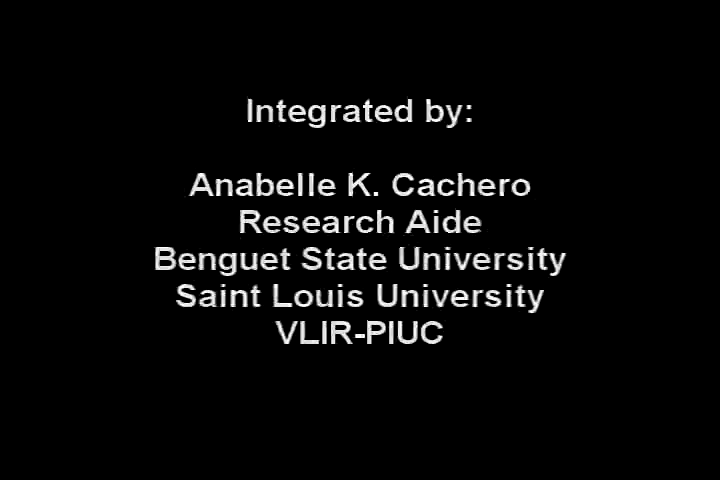 Integrated by:
Anabelle K. Cachero
Research Aide
Benguet State University
Saint Louis University
VLIR-PIUC